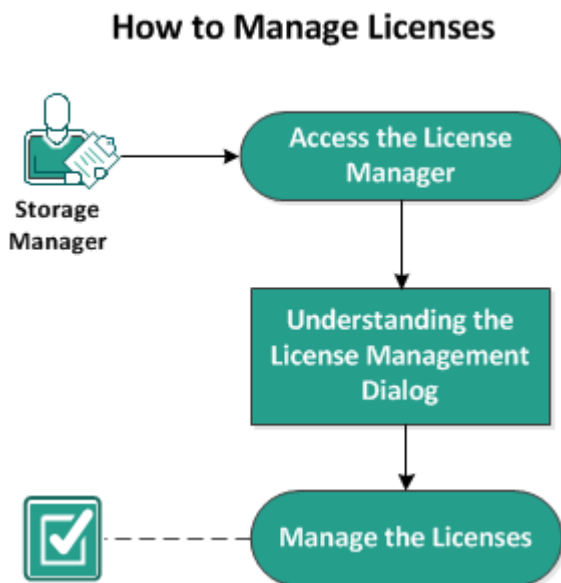 How to Manage Licenses
Access the License
Manager
Storage
Manager
Understanding the
License Management
Dialog
Manage the Licenses